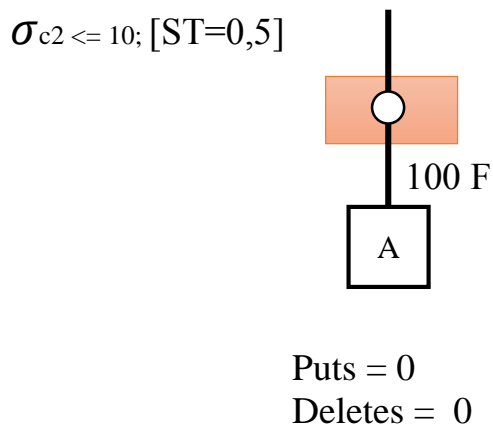 σc2 <= 10; [ST=0,5]
100 F
A
Puts = 0
Deletes = 0